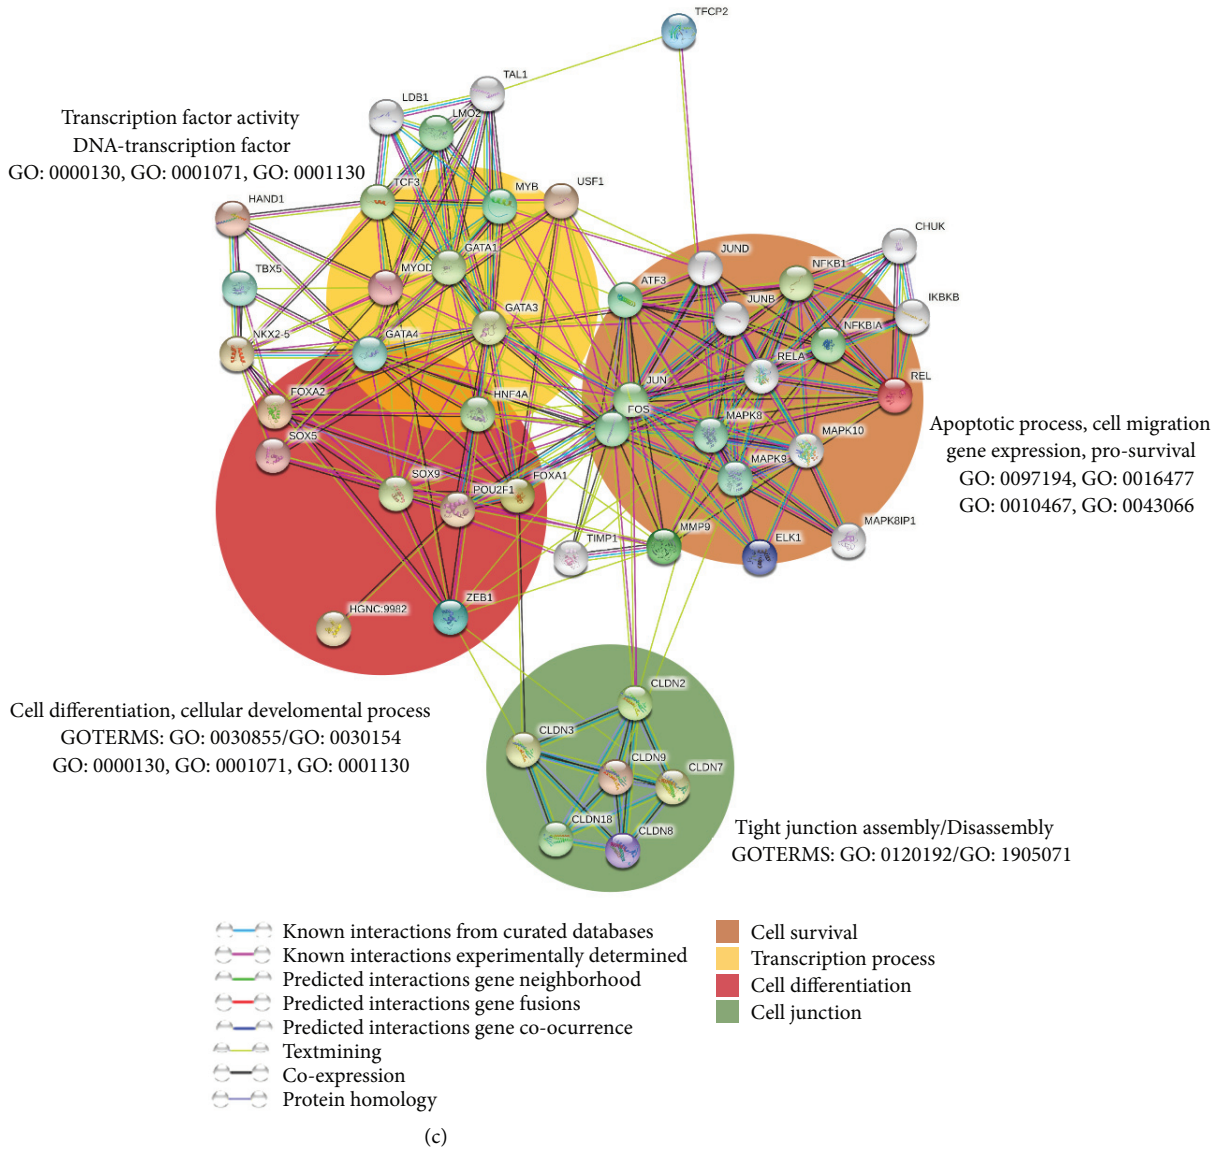 TFCP2
TAL1
LDB1
LMO2
Transcription factor activity
DNA-transcription factor
GO: 0000130, GO: 0001071, GO: 0001130
TCF3
MYB
USF1
HAND1
CHUK
GATA1
JUND
NFKB1
TBX5
MYOD
ATF3
IKBKB
JUNB
GATA3
NKX2-5
GATA4
NFKBIA
RELA
REL
JUN
FOXA2
HNF4A
FOS
MAPK8
MAPK10
SOX5
Apoptotic process, cell migration
gene expression, pro-survival
GO: 0097194, GO: 0016477
GO: 0010467, GO: 0043066
MAPK9
SOX9
POU2F1
FOXA1
MMP9
TIMP1
ELK1
MAPK8IP1
HGNC:9982
ZEB1
CLDN2
Cell differentiation, cellular develomental process
GOTERMS: GO: 0030855/GO: 0030154
GO: 0000130, GO: 0001071, GO: 0001130
CLDN3
CLDN9
CLDN7
CLDN18
CLDN8
Tight junction assembly/Disassembly
GOTERMS: GO: 0120192/GO: 1905071
Known interactions from curated databases
Known interactions experimentally determined
Predicted interactions gene neighborhood
Predicted interactions gene fusions
Predicted interactions gene co-ocurrence
Textmining
Co-expression
Protein homology
Cell survival
Transcription process
Cell differentiation
Cell junction
(c)